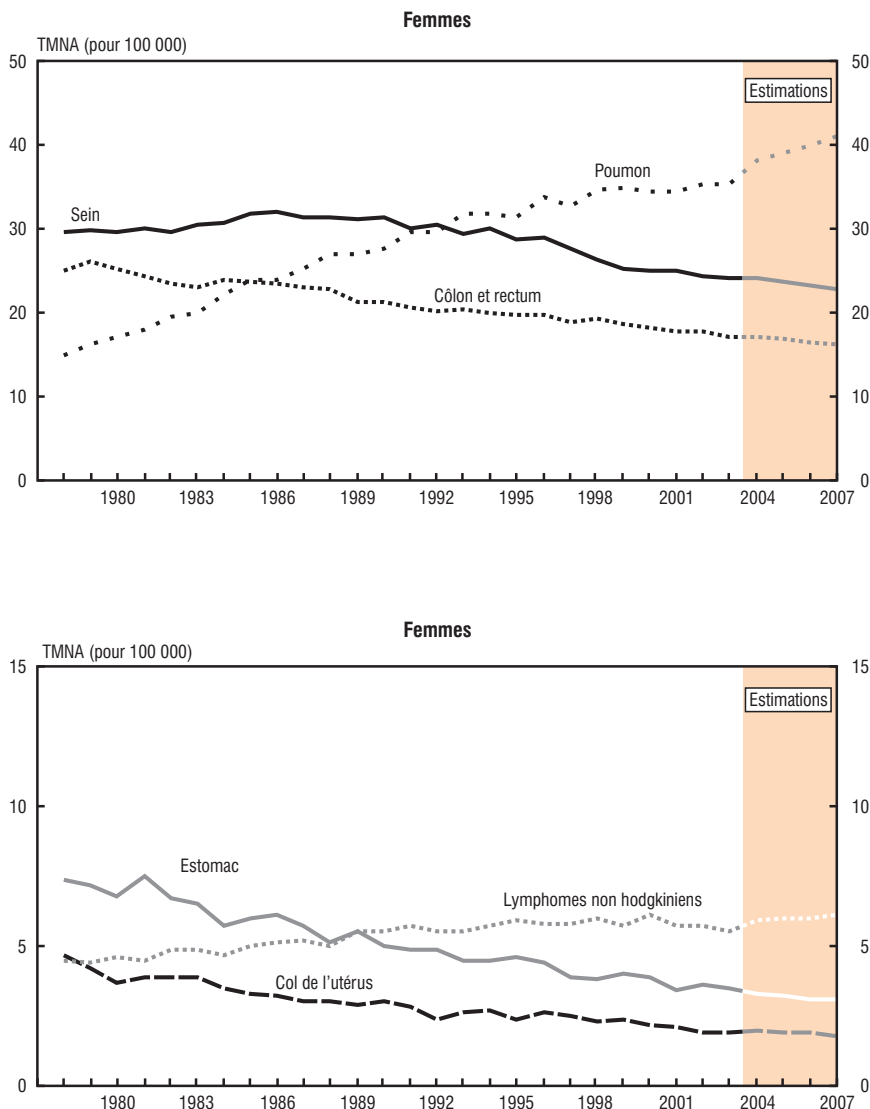 Femmes
TMNA (pour 100 000)
50 50
Estimations
40 40
Poumon
Sein
30 30
Côlon et rectum
20 20
10 10
0 0
1980 1983 1986 1989 1992 1995 1998 2001 2004 2007
Femmes
TMNA (pour 100 000)
15 15
Estimations
10 10
Estomac
Lymphomes non hodgkiniens
5 5
Col de l'utérus
0 0
1980 1983 1986 1989 1992 1995 1998 2001 2004 2007